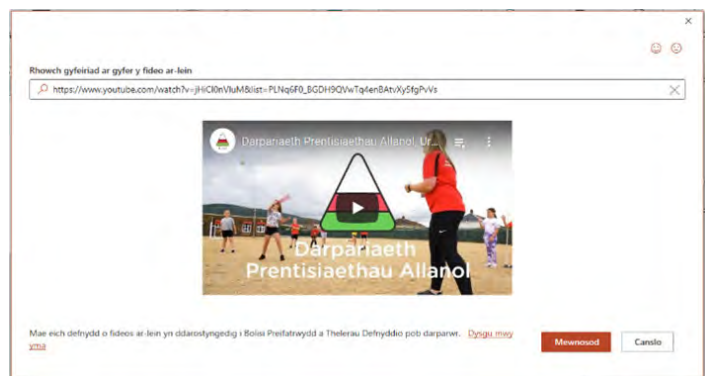 Rhowch gyfeiriad ar gyfer y fideo ar-lein
https://www.youtube.com/watch?v=jHiCl0nVluM&list=PLNq6F0_BGDH9QVwTq4en8AtvXy5fgPvVs
Darpariaeth Prentisiaethau Allanol Ur...
Darpariaeth
Prentisiaethau Allanol
Mae eich defnydd o fideos ar-lein yn ddarostyngedig i Bolisi Preifatrwydd a Thelerau Defnyddio pob darparwr. Dysgu mwy
yma
Mewnosod
Canslo